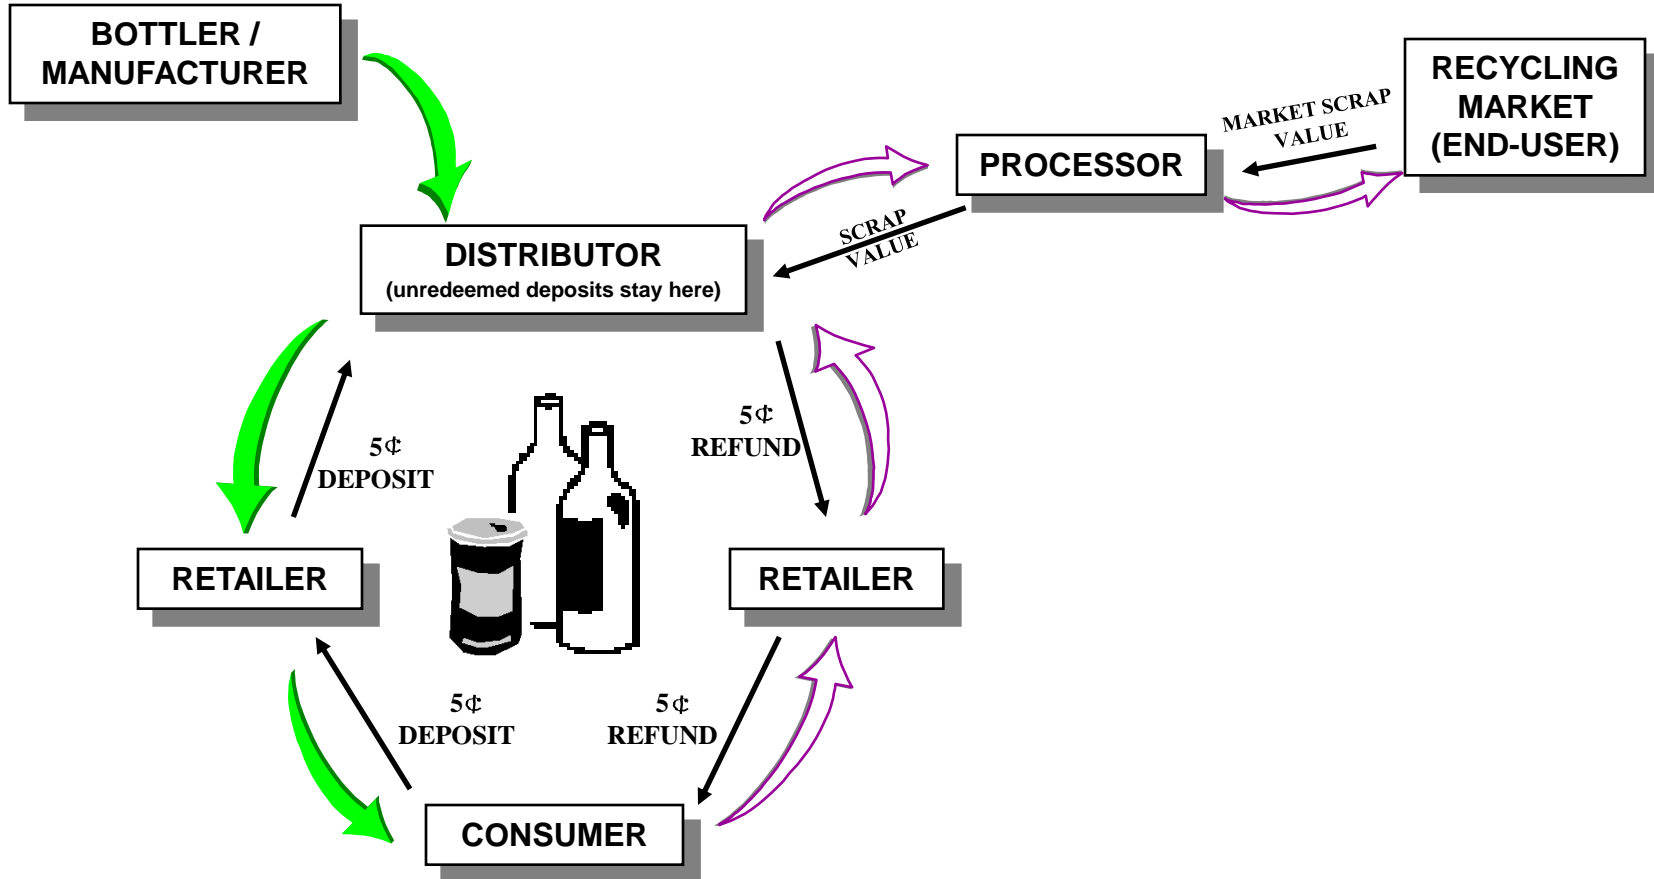 BOTTLER /
MANUFACTURER
RECYCLING
MARKET
(END-USER)
MARKET SCRAP
VALUE
PROCESSOR
SCRAP
VALUE
DISTRIBUTOR
(unredeemed deposits stay here)
5¢
DEPOSIT
5¢
REFUND
RETAILER
RETAILER
5¢
DEPOSIT
5¢
REFUND
CONSUMER